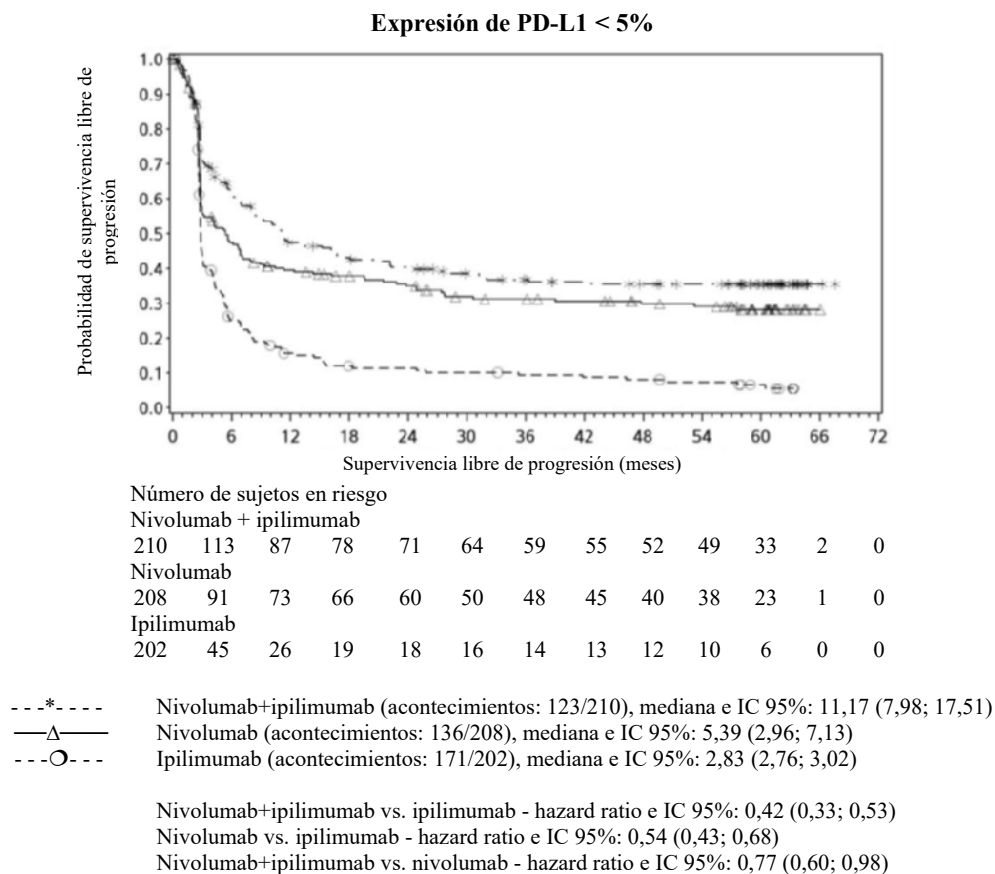 Expresión de PD-L1 < 5%
Probabilidad de supervivencia libre de
progresión
1.0
0.9
0.8
0.7
0.6
0.5
0.4
0.3
0.2
0.1
0.0
0 6 12 18 24 30 36 42 48 54 60 66 72
Supervivencia libre de progresión (meses)
Número de sujetos en riesgo
Nivolumab + ipilimumab
210 113 87 78 71 64 59 55 52 49 33 2 0
Nivolumab
208 91 73 66 60 50 48 45 40 38 23 1 0
Ipilimumab
202 45 26 19 18 16 14 13 12 10 6 0 0
- - -*- - - - Nivolumab+ipilimumab (acontecimientos: 123/210), mediana e IC 95%: 11,17 (7,98; 17,51)
——Δ—— Nivolumab (acontecimientos: 136/208), mediana e IC 95%: 5,39 (2,96; 7,13)
- - -❍- - - Ipilimumab (acontecimientos: 171/202), mediana e IC 95%: 2,83 (2,76; 3,02)
Nivolumab+ipilimumab vs. ipilimumab - hazard ratio e IC 95%: 0,42 (0,33; 0,53)
Nivolumab vs. ipilimumab - hazard ratio e IC 95%: 0,54 (0,43; 0,68)
Nivolumab+ipilimumab vs. nivolumab - hazard ratio e IC 95%: 0,77 (0,60; 0,98)